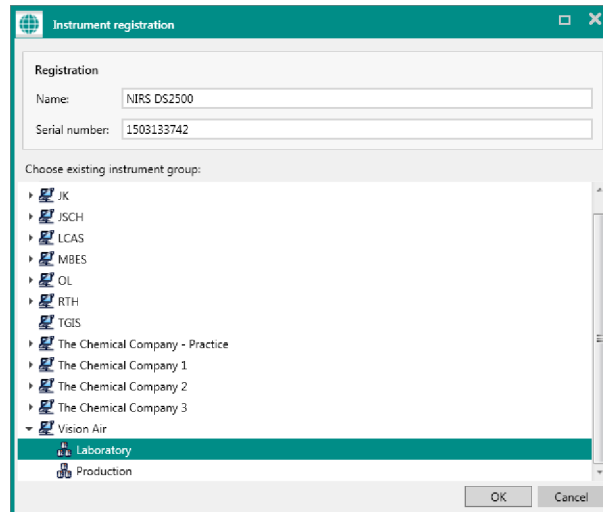 Instrument registration
Registration
Name: NIRS DS2500
Serial number: 1503133742
Choose existing instrument group:
JK
JSCH
LCAS
MBES
OL
RTH
TGIS
The Chemical Company - Practice
The Chemical Company 1
The Chemical Company 2
The Chemical Company 3
Vision Air
Laboratory
Production
OK Cancel